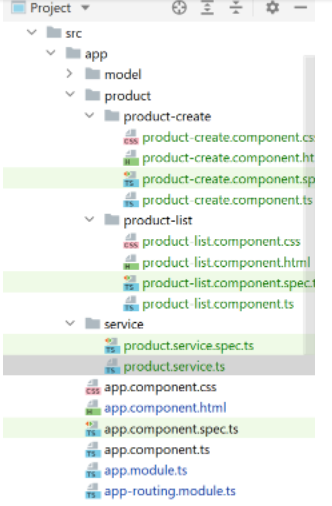 Project
src
app
model
product
product-create
product-create.component.cs
product-create.component.ht
product-create.component.sp
product-create.component.ts
product-list
product-list.component.css
product-list.component.html
product-list.component.spec.t
product-list.component.ts
service
product.service.spec.ts
product.service.ts
app.component.css
app.component.html
app.component.spec.ts
app.component.ts
app.module.ts
app-routing.module.ts